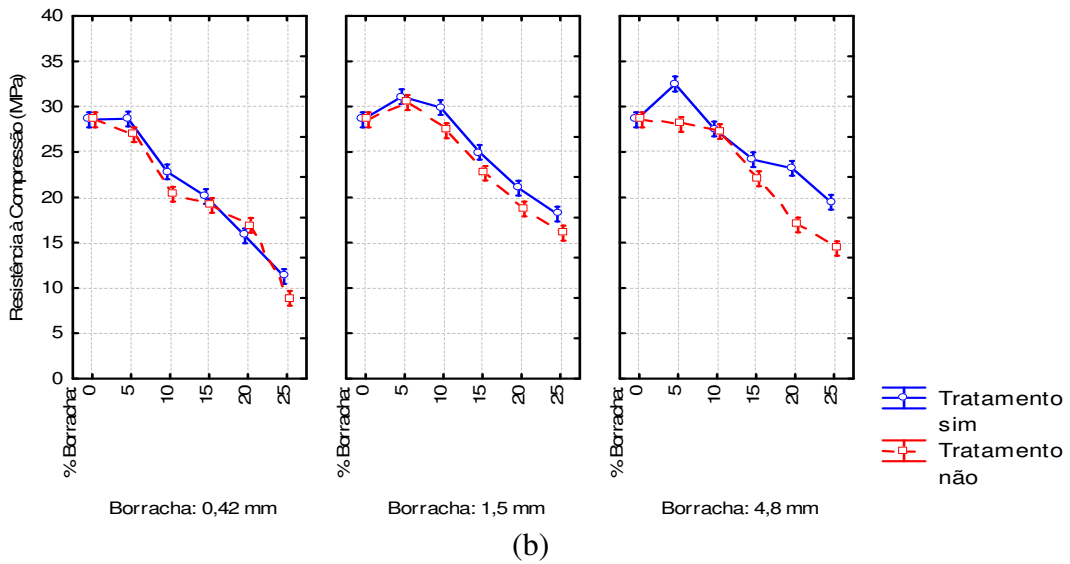 Resistência à Compressão (MPa)
40
35
30
25
20
15
10
5
0
% Borracha:
0
5
10
15
20
25
Borracha: 0,42 mm
% Borracha:
0
5
10
15
20
25
Borracha: 1,5 mm
% Borracha:
0
5
10
15
20
25
Borracha: 4,8 mm
Tratamento
sim
Tratamento
não
(b)